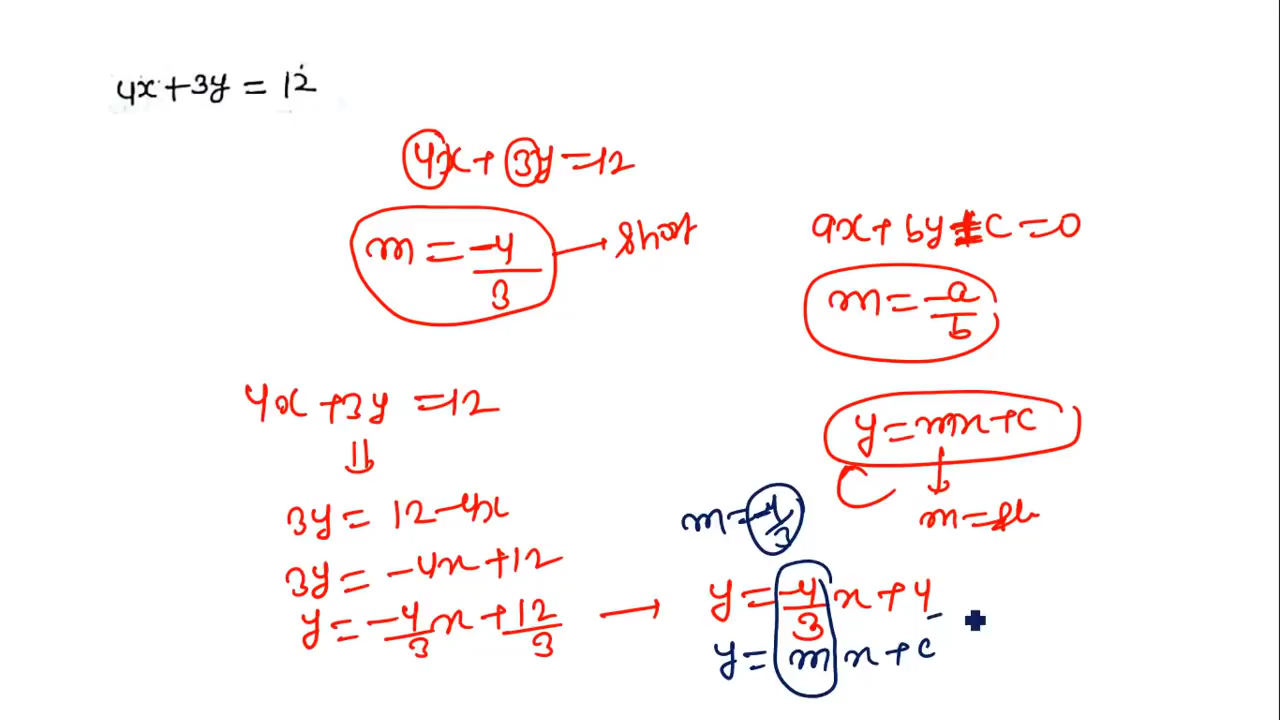 4x+3y = 12
4x+ 3y =12
m = -4/3 → short
ax+ by ± c =0
m = -a/b
4x +3y =12
⇓
y = mx+c
↓
m =
3y = 12-4x
m = -4/3
3y = -4x +12
y = -4/3 x + 12/3 → y = -4/3 x + 4
y = m x + c